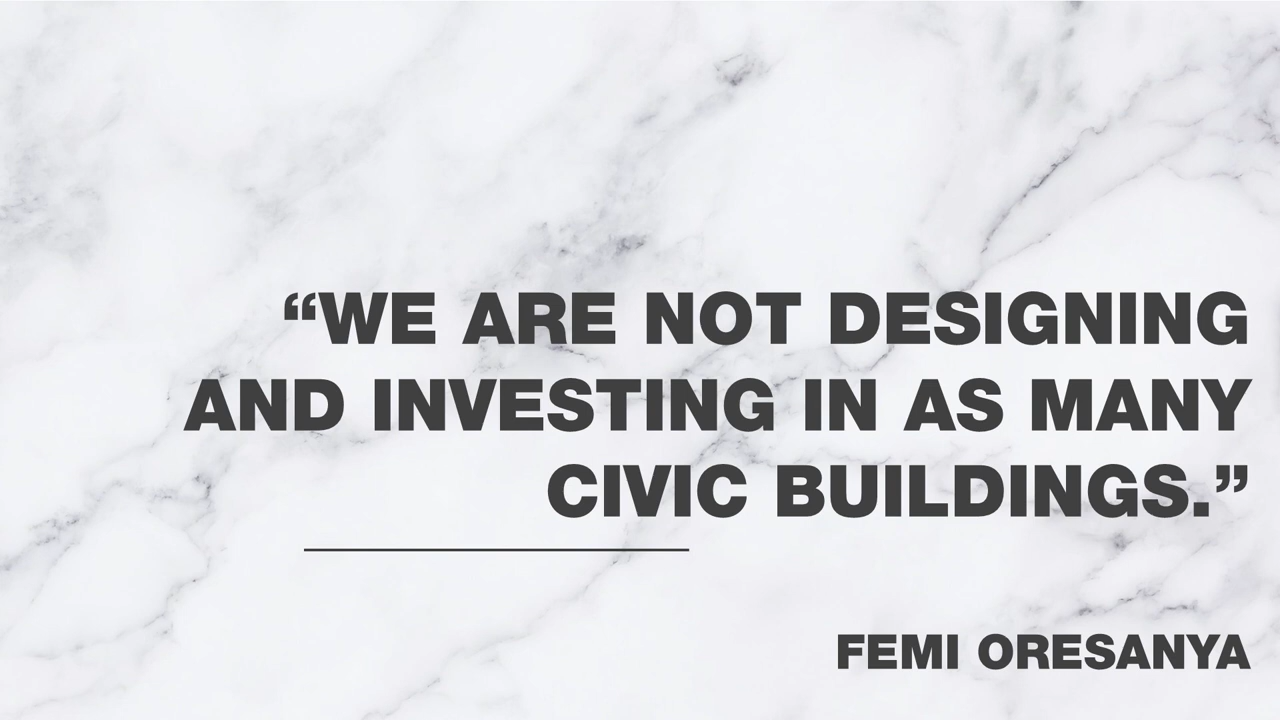 “WE ARE NOT DESIGNING
AND INVESTING IN AS MANY
CIVIC BUILDINGS.”
FEMI ORESANYA